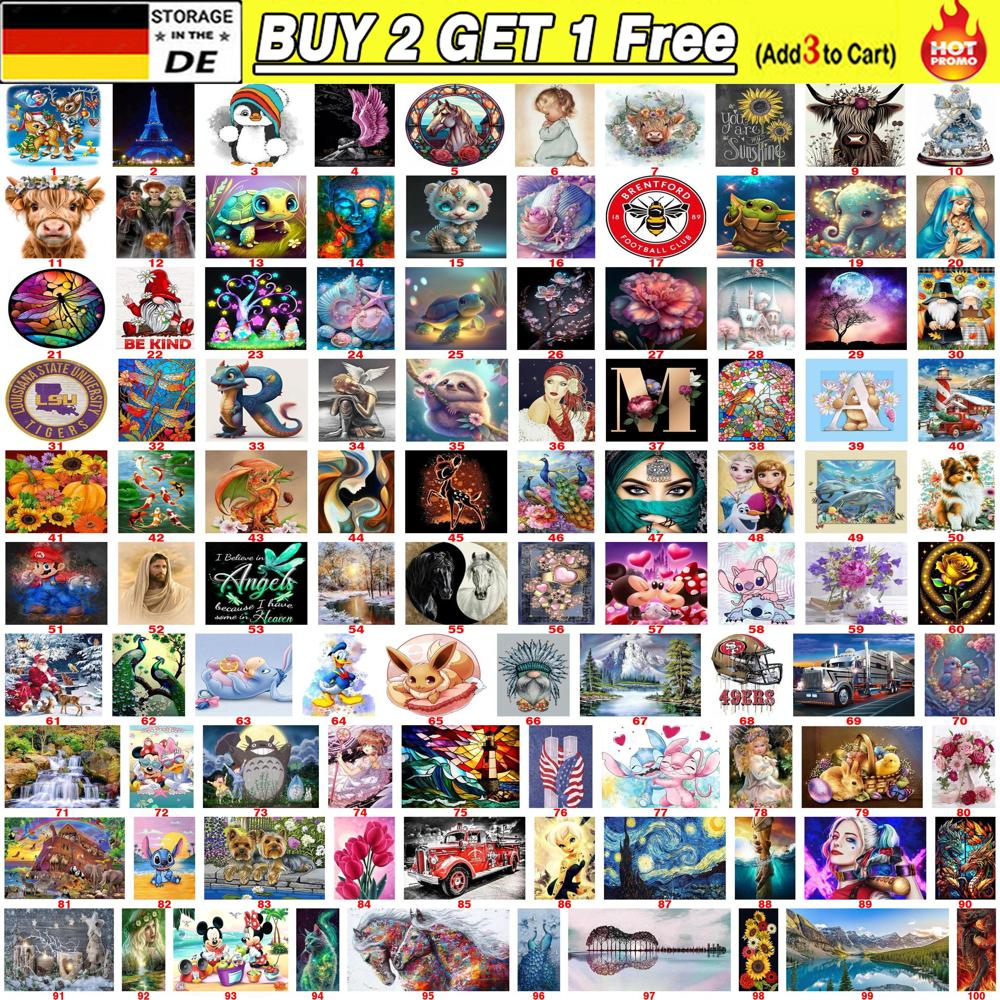 STORAGE
IN THE
DE
BUY 2 GET 1 Free
(Add 3 to Cart)
HOT
PROMO
You are
my
Sunshine
1 2 3 4 5 6 7 8 9 10
BRENTFORD
18 89
FOOTBALL CLUB
11 12 13 14 15 16 17 18 19 20
BE KIND
21 22 23 24 25 26 27 28 29 30
LOUISIANA STATE UNIVERSITY
LSU
TIGERS
R
M
A
31 32 33 34 35 36 37 38 39 40
41 42 43 44 45 46 47 48 49 50
I Believe in
Angels
because I have
some in Heaven
51 52 53 54 55 56 57 58 59 60
49ERS
61 62 63 64 65 66 67 68 69 70
71 72 73 74 75 76 77 78 79 80
81 82 83 84 85 86 87 88 89 90
91 92 93 94 95 96 97 98 99 100